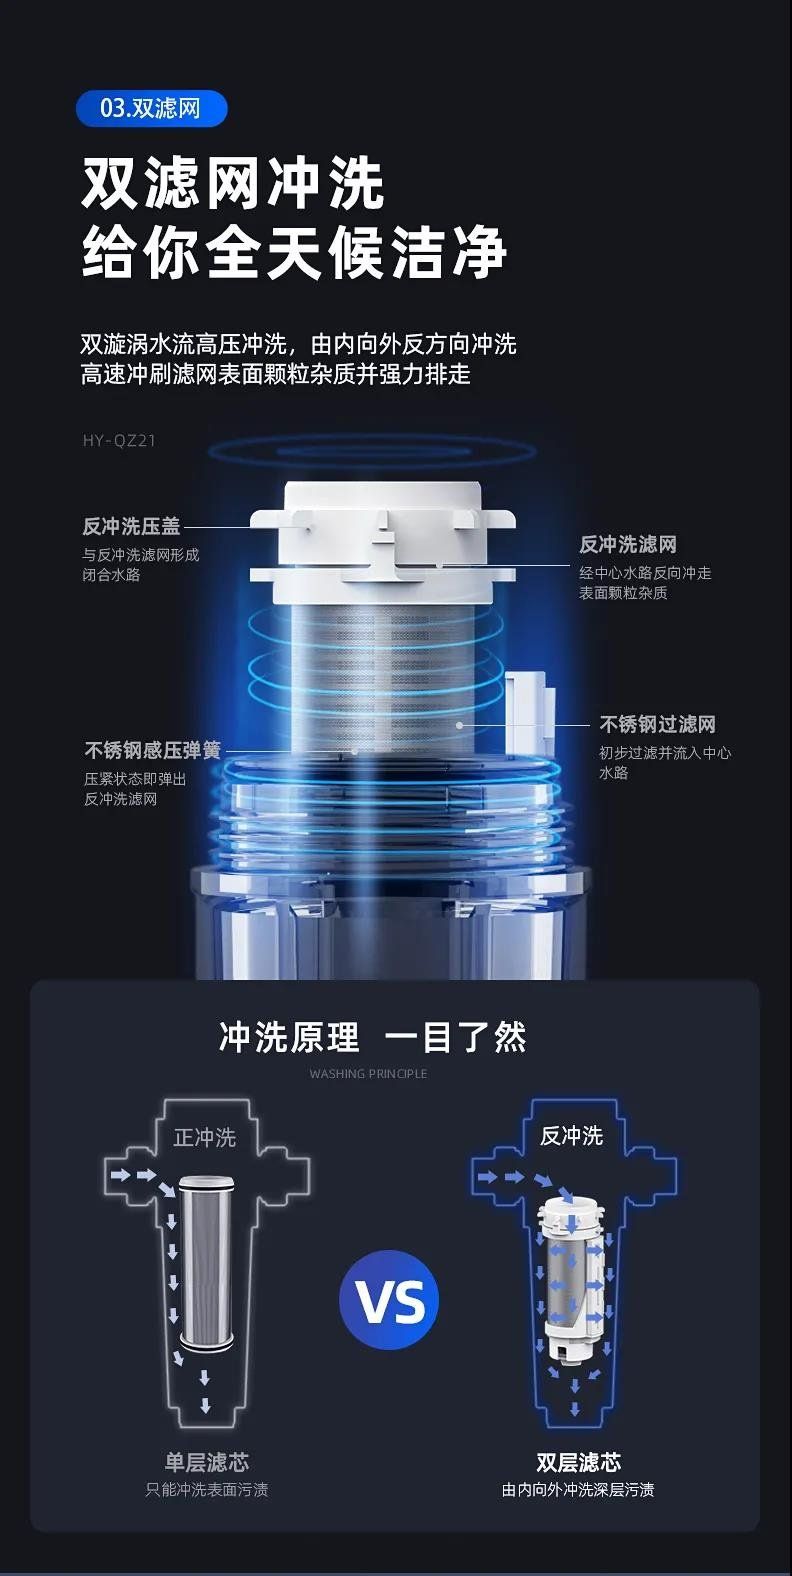 03.双滤网
双滤网冲洗
给你全天候洁净
双漩涡水流高压冲洗，由内向外反方向冲洗
高速冲刷滤网表面颗粒杂质并强力排走
HY-QZ21
反冲洗压盖
与反冲洗滤网形成
闭合水路
反冲洗滤网
经中心水路反向冲走
表面颗粒杂质
不锈钢过滤网
初步过滤并流入中心
水路
不锈钢感压弹簧
压紧状态即弹出
反冲洗滤网
冲洗原理 一目了然
WASHING PRINCIPLE
正冲洗
反冲洗
VS
单层滤芯
只能冲洗表面污渍
双层滤芯
由内向外冲洗深层污渍